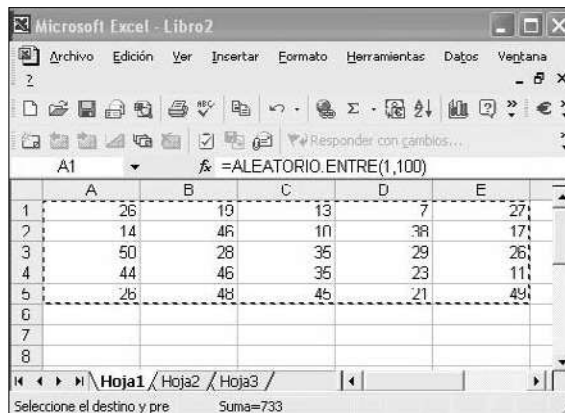 Microsoft Excel - Libro2
Archivo Edición Ver Insertar Formato Herramientas Datos Ventana
?
Responder con cambios...
A1 fx =ALEATORIO.ENTRE(1,100)
A B C D E
1 26 19 13 7 27
2 14 46 10 38 17
3 50 28 35 29 26
4 44 46 35 23 11
5 26 48 45 21 49
6
7
8
Hoja1 / Hoja2 / Hoja3 /
Seleccione el destino y pre Suma=733